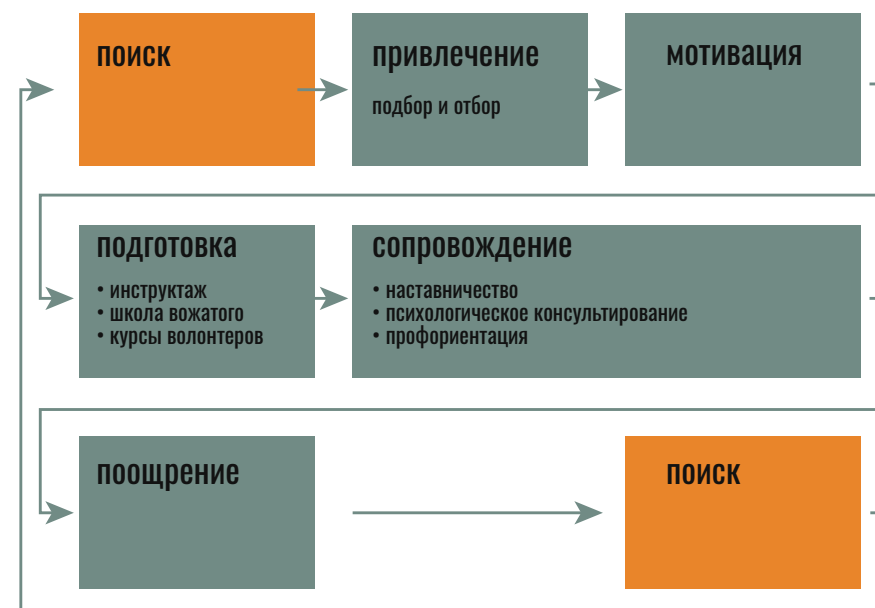 поиск
привлечение
подбор и отбор
мотивация
подготовка
• инструктаж
• школа вожатого
• курсы волонтеров
сопровождение
• наставничество
• психологическое консультирование
• профориентация
поощрение
поиск